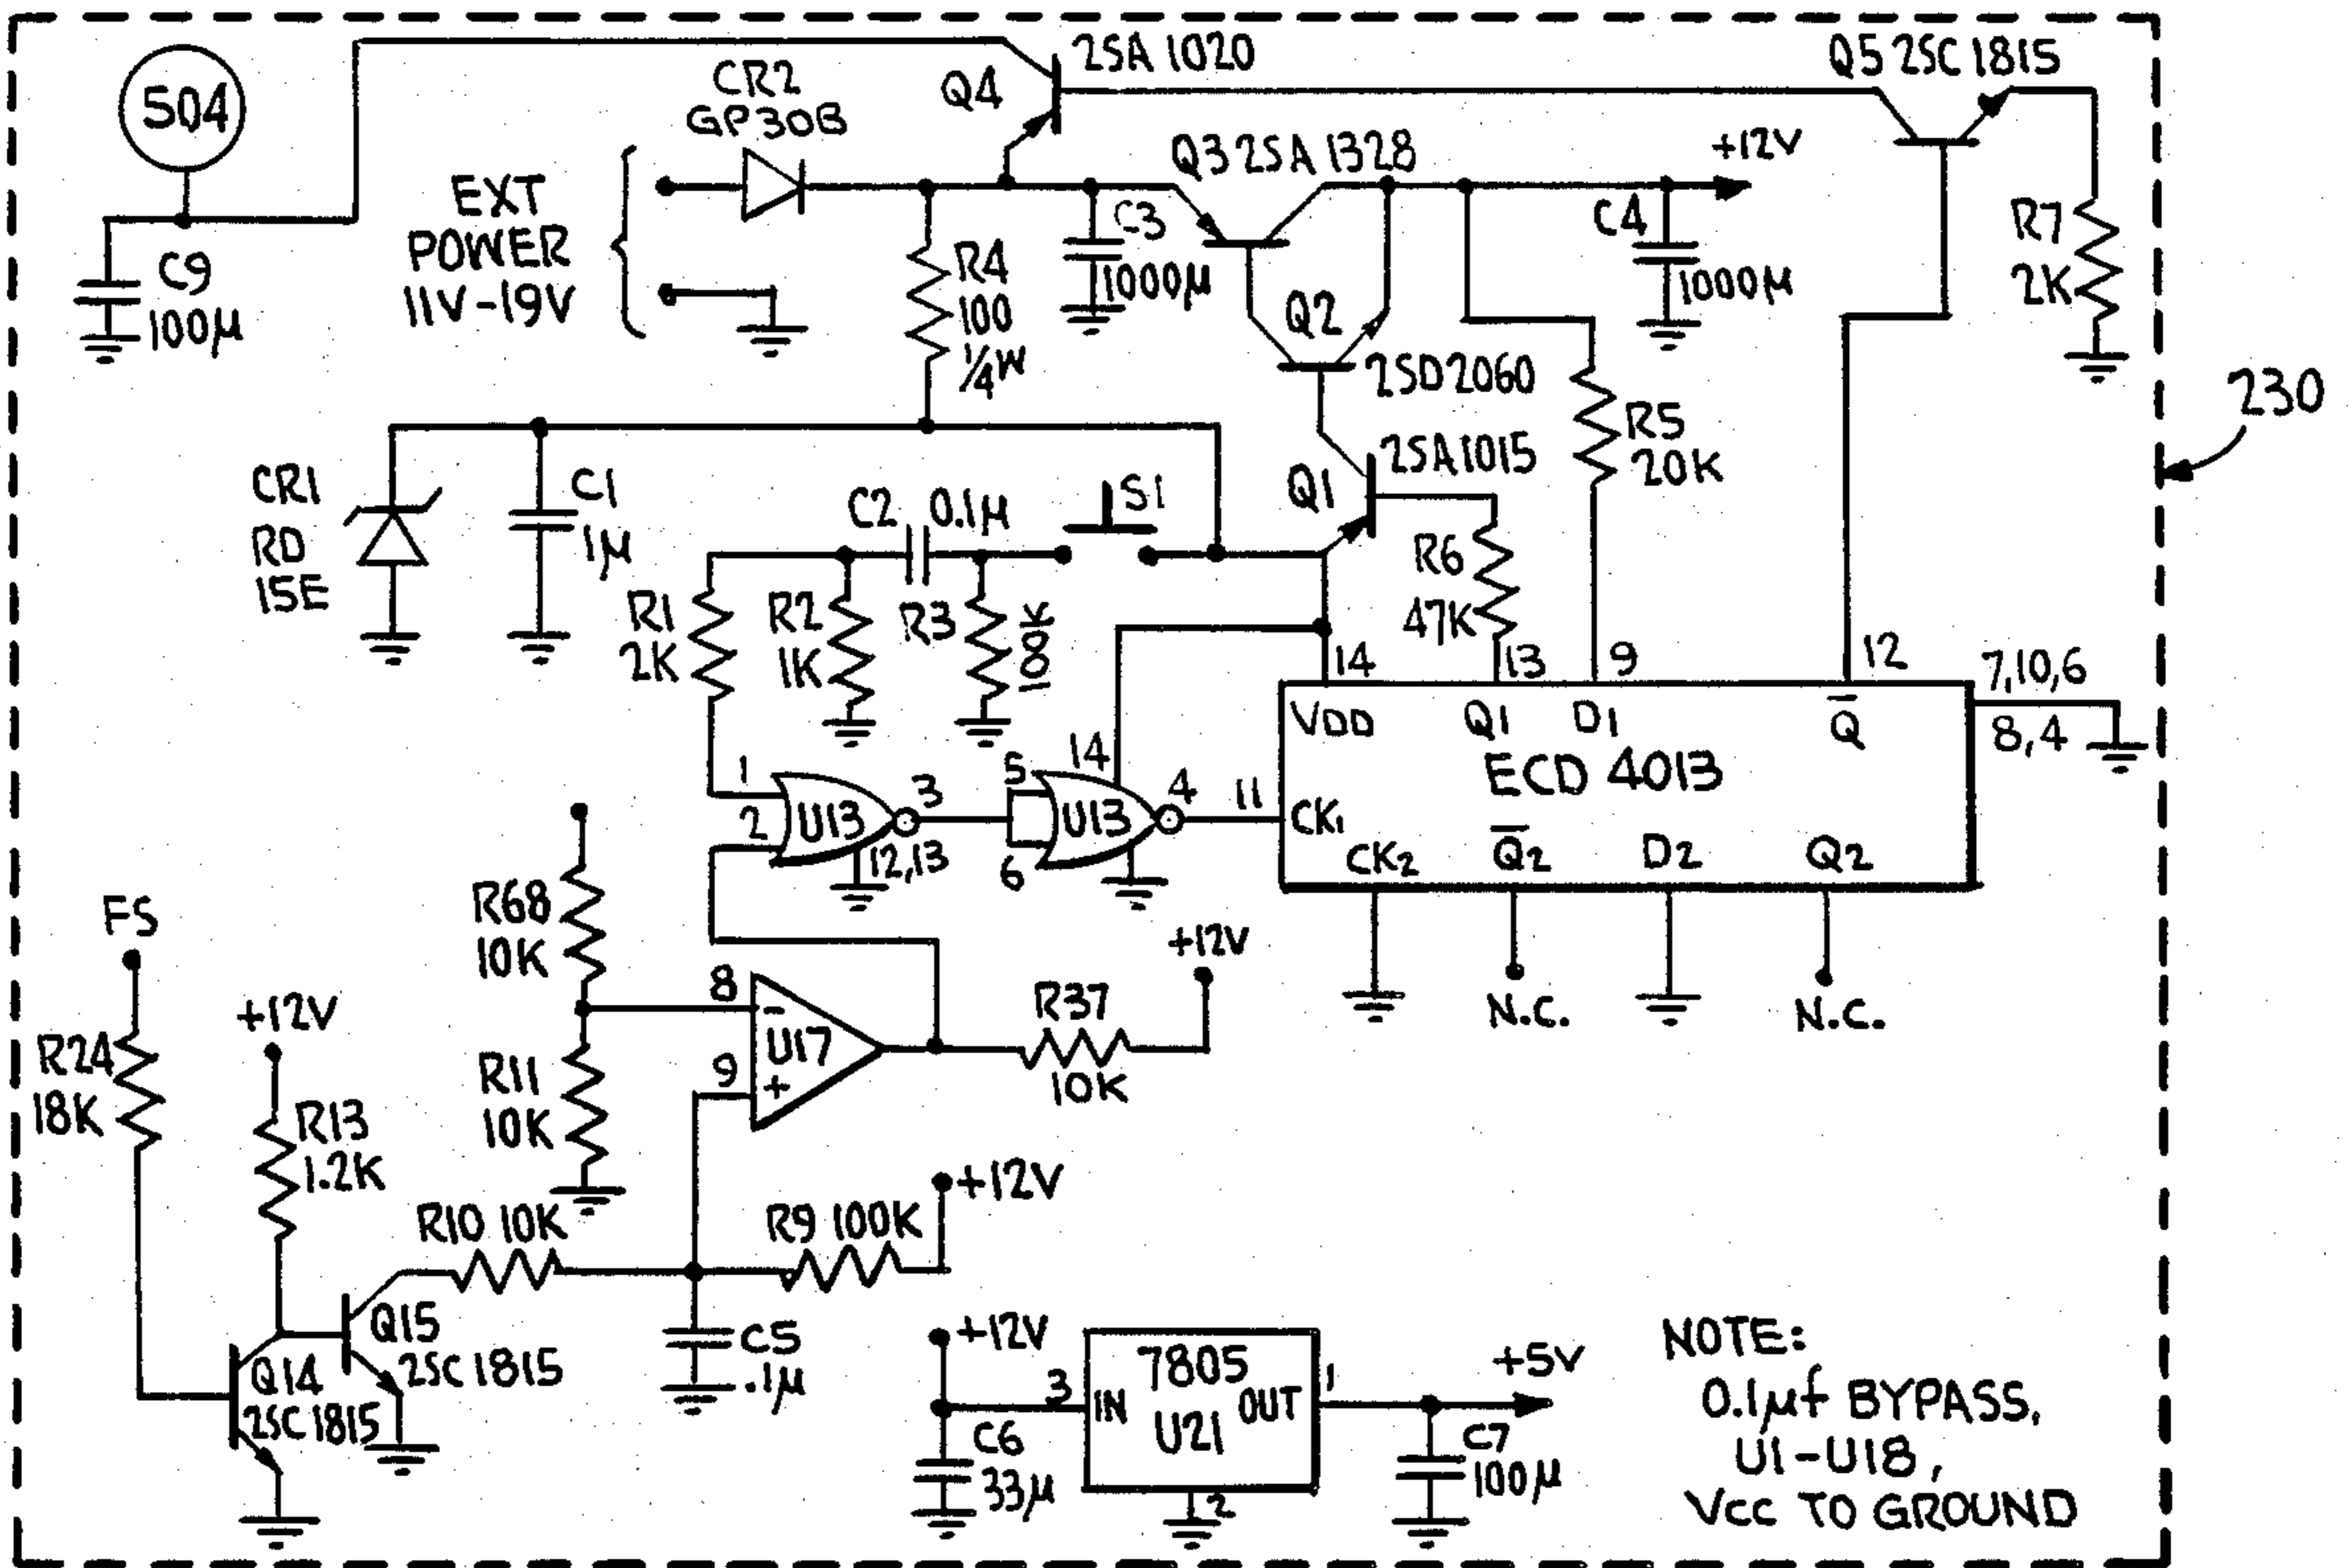 504
C9
100µ
EXT
POWER
11V-19V
CR2
GP30B
Q4
2SA 1020
Q5 2SC 1815
Q3 2SA 1328
+12V
R4
100
1/4W
C3
1000µ
Q2
2SD2060
C4
1000µ
R7
2K
230
CR1
RD
15E
C1
1µ
C2
0.1µ
S1
Q1
2SA1015
R5
20K
R6
47K
R1
2K
R2
1K
R3
100K
14
13
9
12
7,10,6
8,4
VDD
Q1
D1
Q̅
ECD 4013
CK1
CK2
Q̅2
D2
Q2
11
1
2
U13
3
12,13
5
6
14
U13
4
N.C.
N.C.
R68
10K
R11
10K
8
9
-
+
U17
R37
10K
+12V
FS
R24
18K
+12V
R13
1.2K
R10 10K
R9 100K
+12V
Q14
2SC 1815
Q15
2SC 1815
C5
.1µ
+12V
3
IN
7805
U21
OUT
1
2
+5V
C6
33µ
C7
100µ
NOTE:
0.1µf BYPASS,
U1-U18,
Vcc TO GROUND